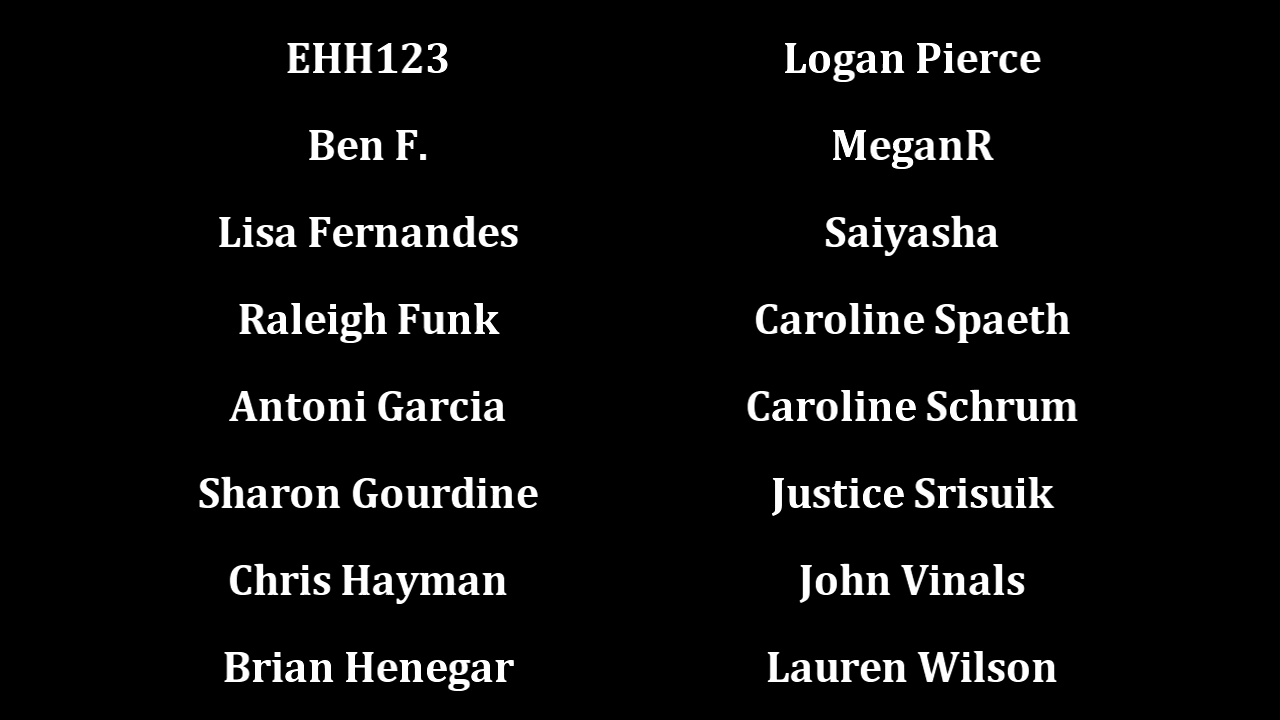 EHH123
Ben F.
Lisa Fernandes
Raleigh Funk
Antoni Garcia
Sharon Gourdine
Chris Hayman
Brian Henegar
Logan Pierce
MeganR
Saiyasha
Caroline Spaeth
Caroline Schrum
Justice Srisuik
John Vinals
Lauren Wilson